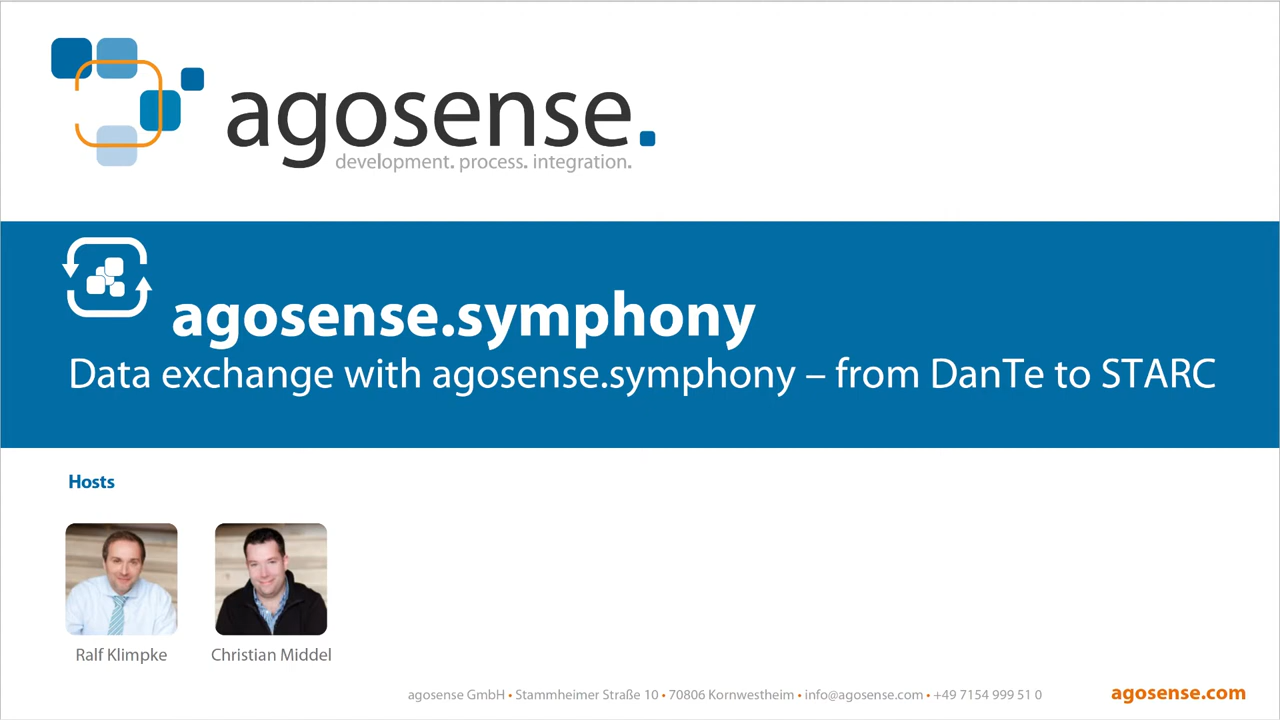 agosense.
development. process. integration.
agosense.symphony
Data exchange with agosense.symphony – from DanTe to STARC
Hosts
Ralf Klimpke
Christian Middel
agosense GmbH • Stammheimer Straße 10 • 70806 Kornwestheim • info@agosense.com • +49 7154 999 51 0
agosense.com